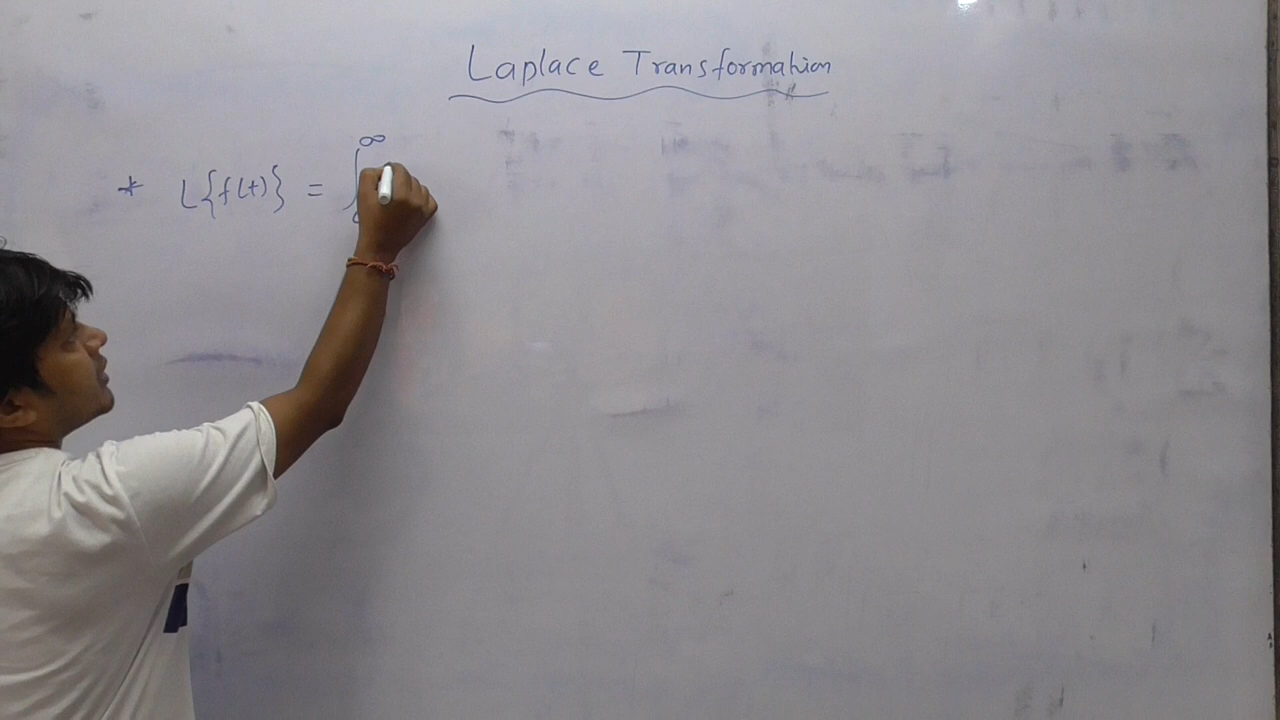 Laplace Transformation
* L{f(t)} = ∫ ∞